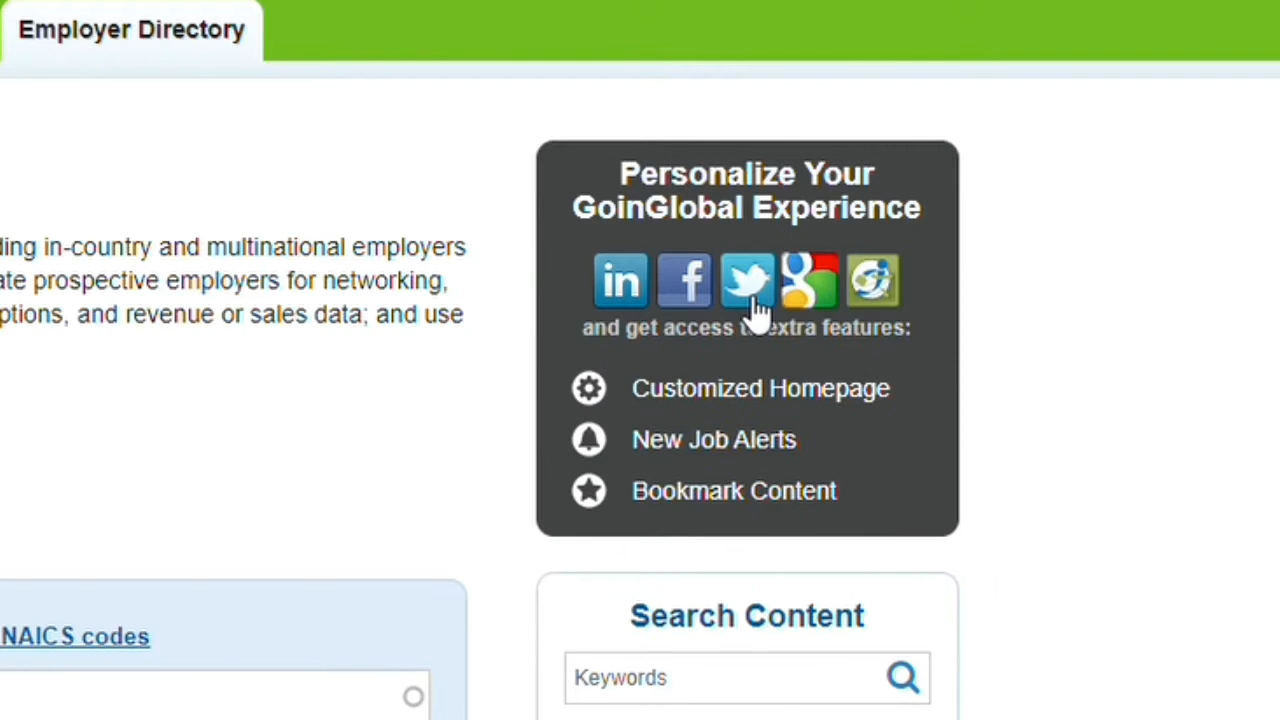 Employer Directory
ding in-country and multinational employers
ate prospective employers for networking,
ptions, and revenue or sales data; and use
Personalize Your
GoinGlobal Experience
in f
and get access extra features:
Customized Homepage
New Job Alerts
Bookmark Content
NAICS codes
Search Content
Keywords